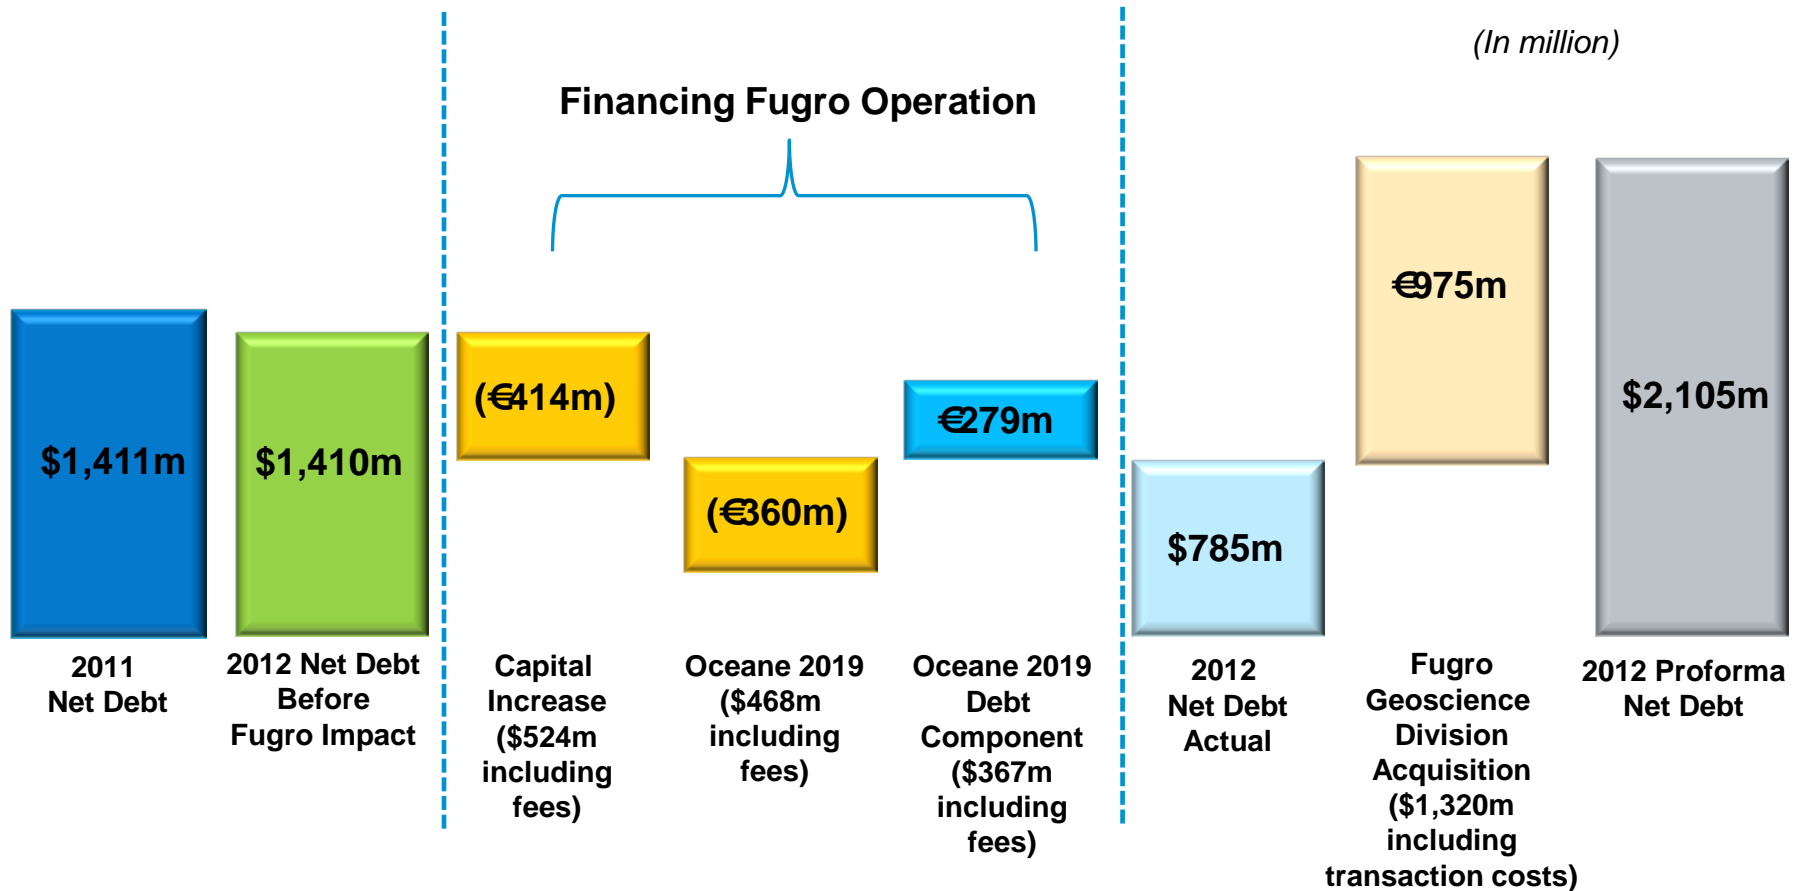 (In million)
Financing Fugro Operation
$1,411m
$1,410m
(€414m)
(€360m)
€279m
$785m
€975m
$2,105m
2011
Net Debt
2012 Net Debt
Before
Fugro Impact
Capital
Increase
($524m
including
fees)
Oceane 2019
($468m
including
fees)
Oceane 2019
Debt
Component
($367m
including
fees)
2012
Net Debt
Actual
Fugro
Geoscience
Division
Acquisition
($1,320m
including
transaction costs)
2012 Proforma
Net Debt